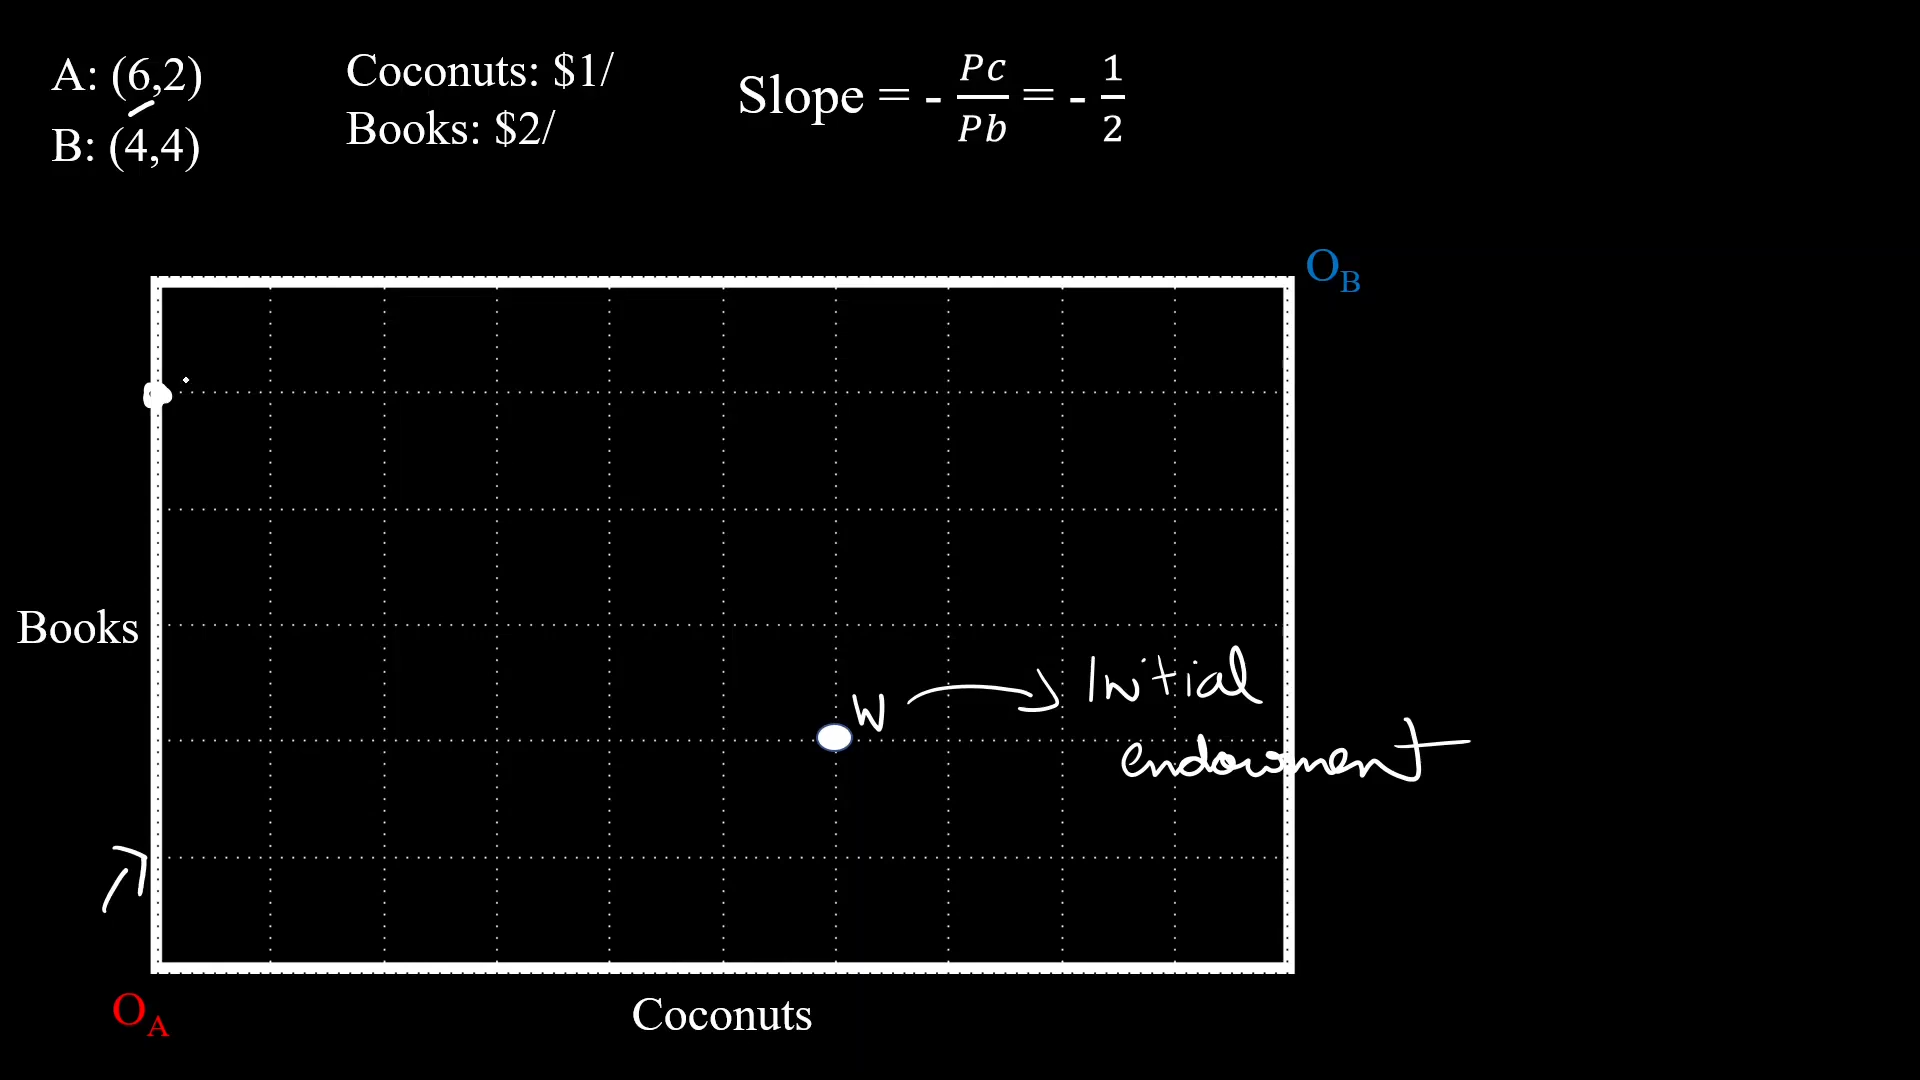 A: (6,2)
B: (4,4)
Coconuts: $1/
Books: $2/
Slope = - Pc/Pb = - 1/2
OB
Books
W
Initial
endowment
OA
Coconuts